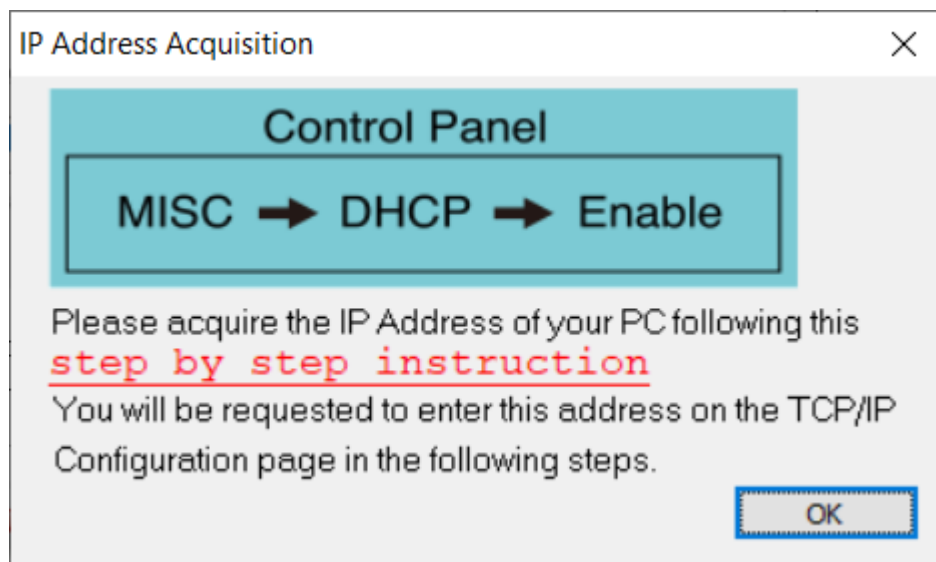 IP Address Acquisition
Control Panel
MISC → DHCP → Enable
Please acquire the IP Address of your PC following this
step by step instruction
You will be requested to enter this address on the TCP/IP
Configuration page in the following steps.
OK